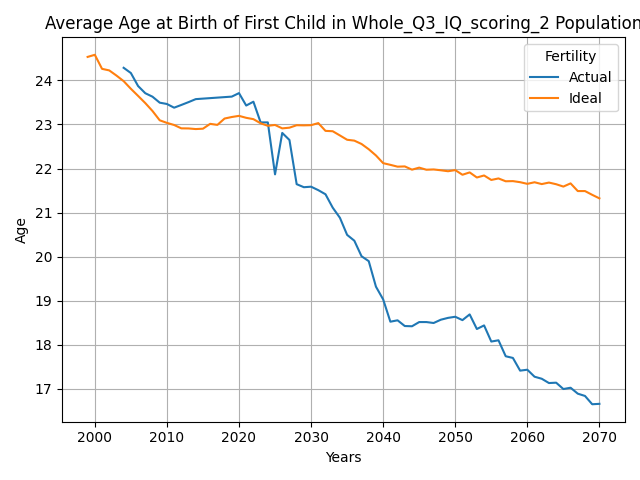 Average Age at Birth of First Child in Whole_Q3_IQ_scoring_2 Population
Fertility
Actual
Ideal
24
23
22
21
20
19
18
17
Age
2000 2010 2020 2030 2040 2050 2060 2070
Years